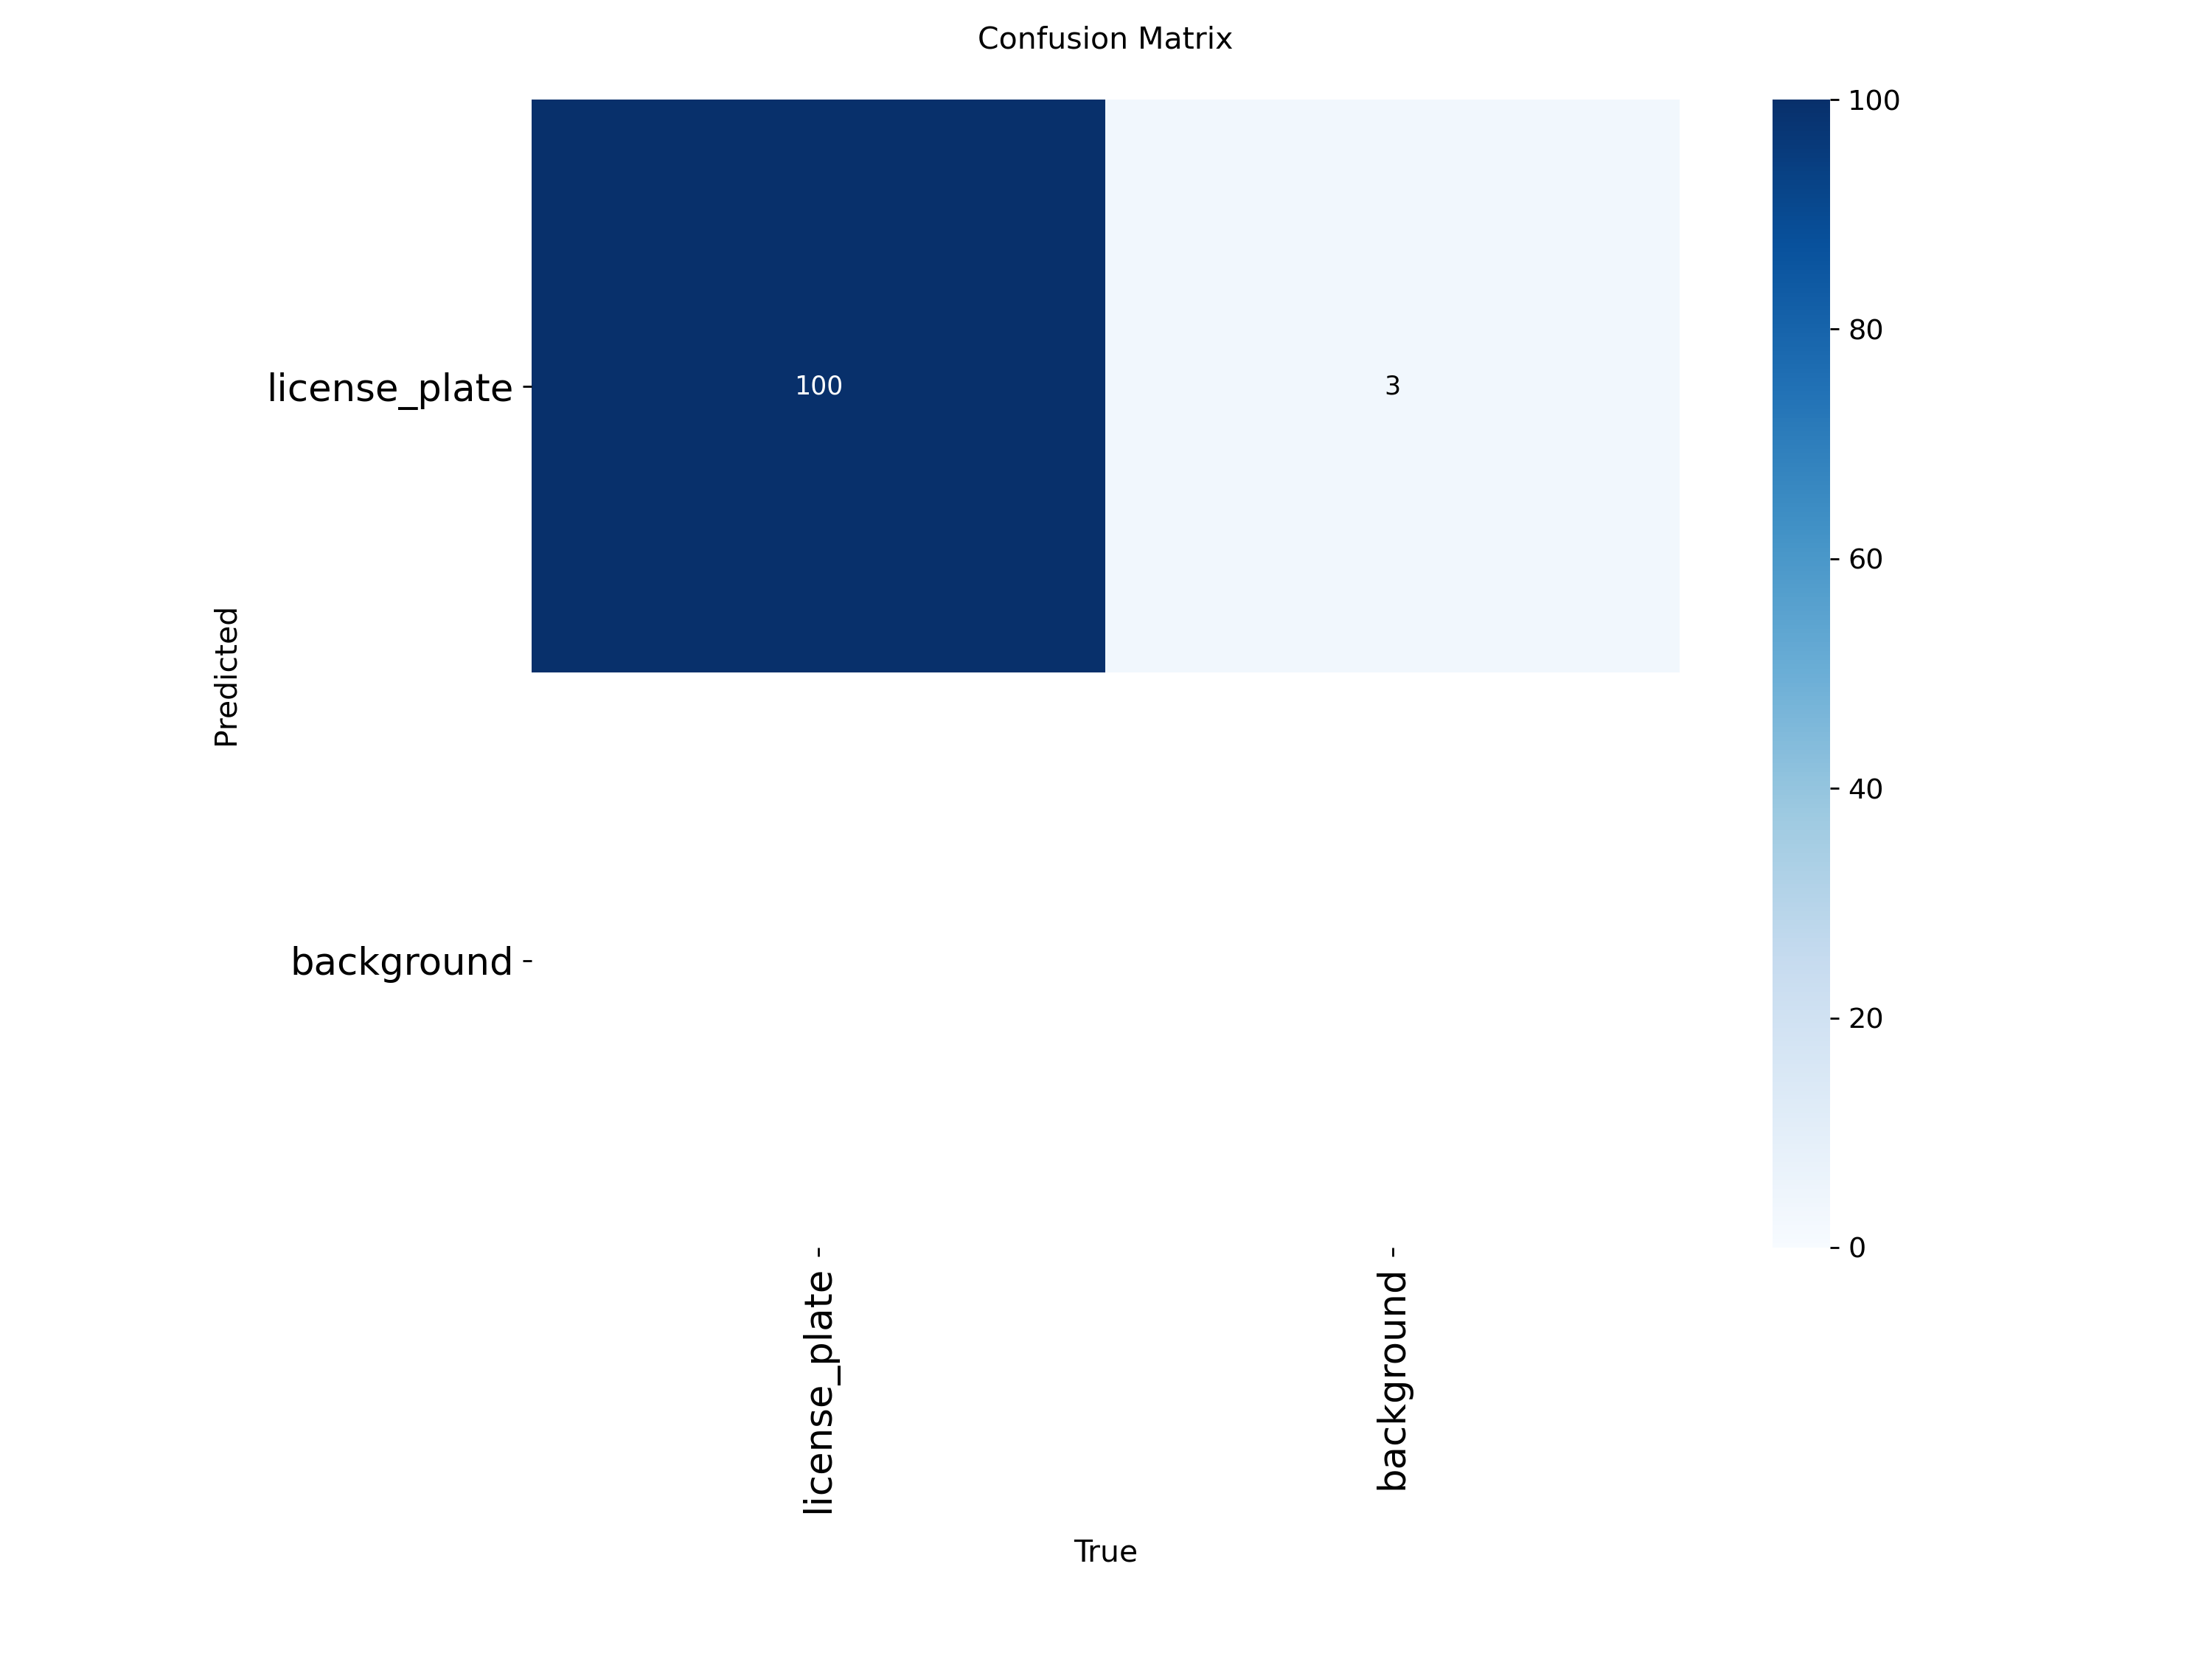 Confusion Matrix
100
license_plate
100
3
80
60
Predicted
40
background
20
0
license_plate
background
True